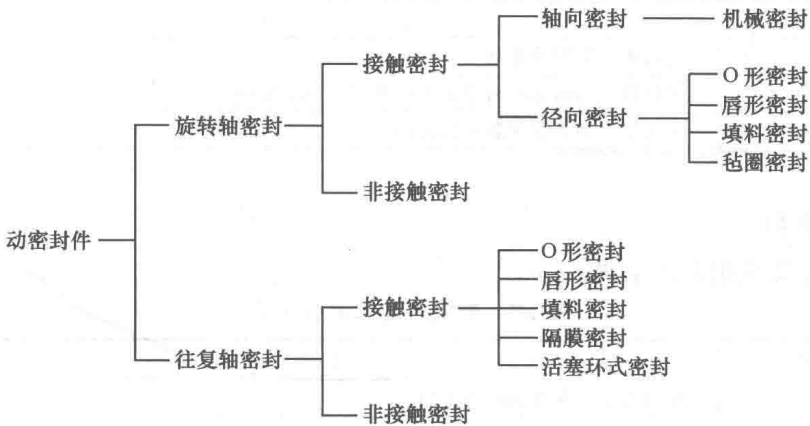 轴向密封
机械密封
接触密封
O形密封
唇形密封
径向密封
填料密封
旋转轴密封
毡圈密封
非接触密封
动密封件
O形密封
唇形密封
接触密封
填料密封
隔膜密封
往复轴密封
活塞环式密封
非接触密封